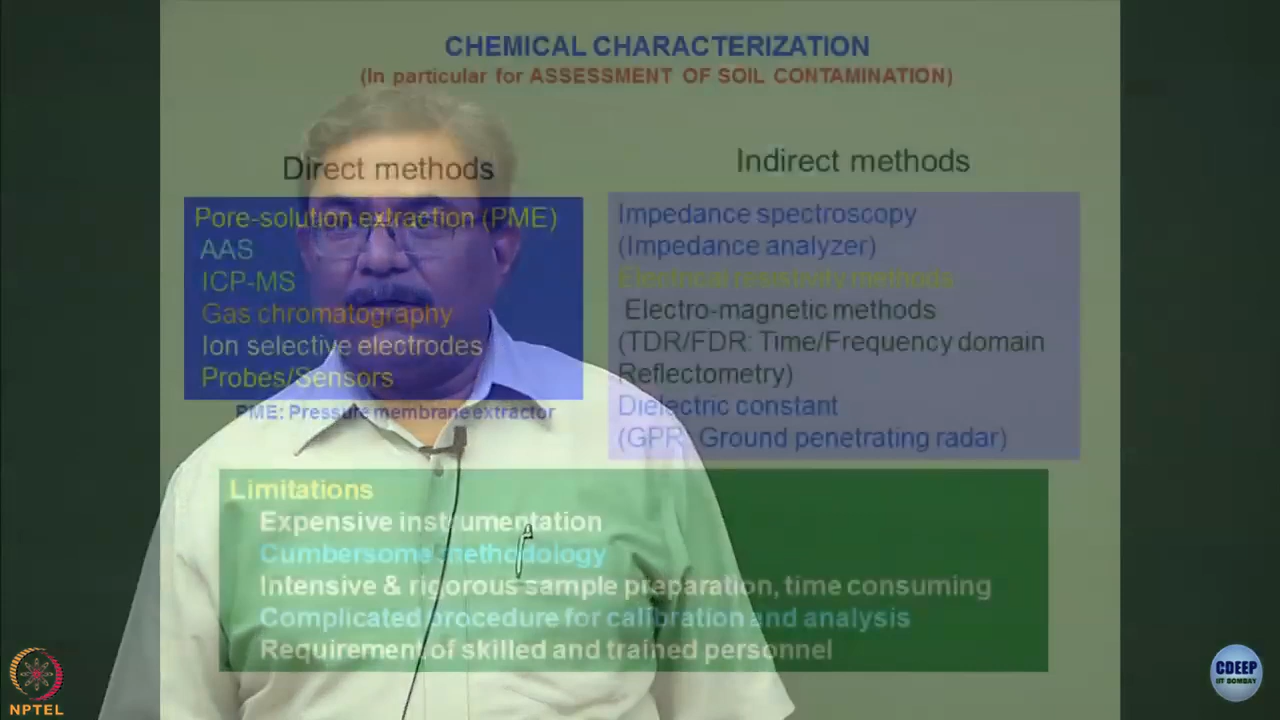 CHEMICAL CHARACTERIZATION
(In particular for ASSESSMENT OF SOIL CONTAMINATION)
Direct methods
Pore-solution extraction (PME)
AAS
ICP-MS
Gas chromatography
Ion selective electrodes
Probes/Sensors
PME: Pressure membrane extractor
Indirect methods
Impedance spectroscopy
(Impedance analyzer)
Electrical resistivity methods
Electro-magnetic methods
(TDR/FDR: Time/Frequency domain
Reflectometry)
Dielectric constant
(GPR: Ground penetrating radar)
Limitations
Expensive instrumentation
Cumbersome methodology
Intensive & rigorous sample preparation, time consuming
Complicated procedure for calibration and analysis
Requirement of skilled and trained personnel
NPTEL
CDEEP
IIT BOMBAY